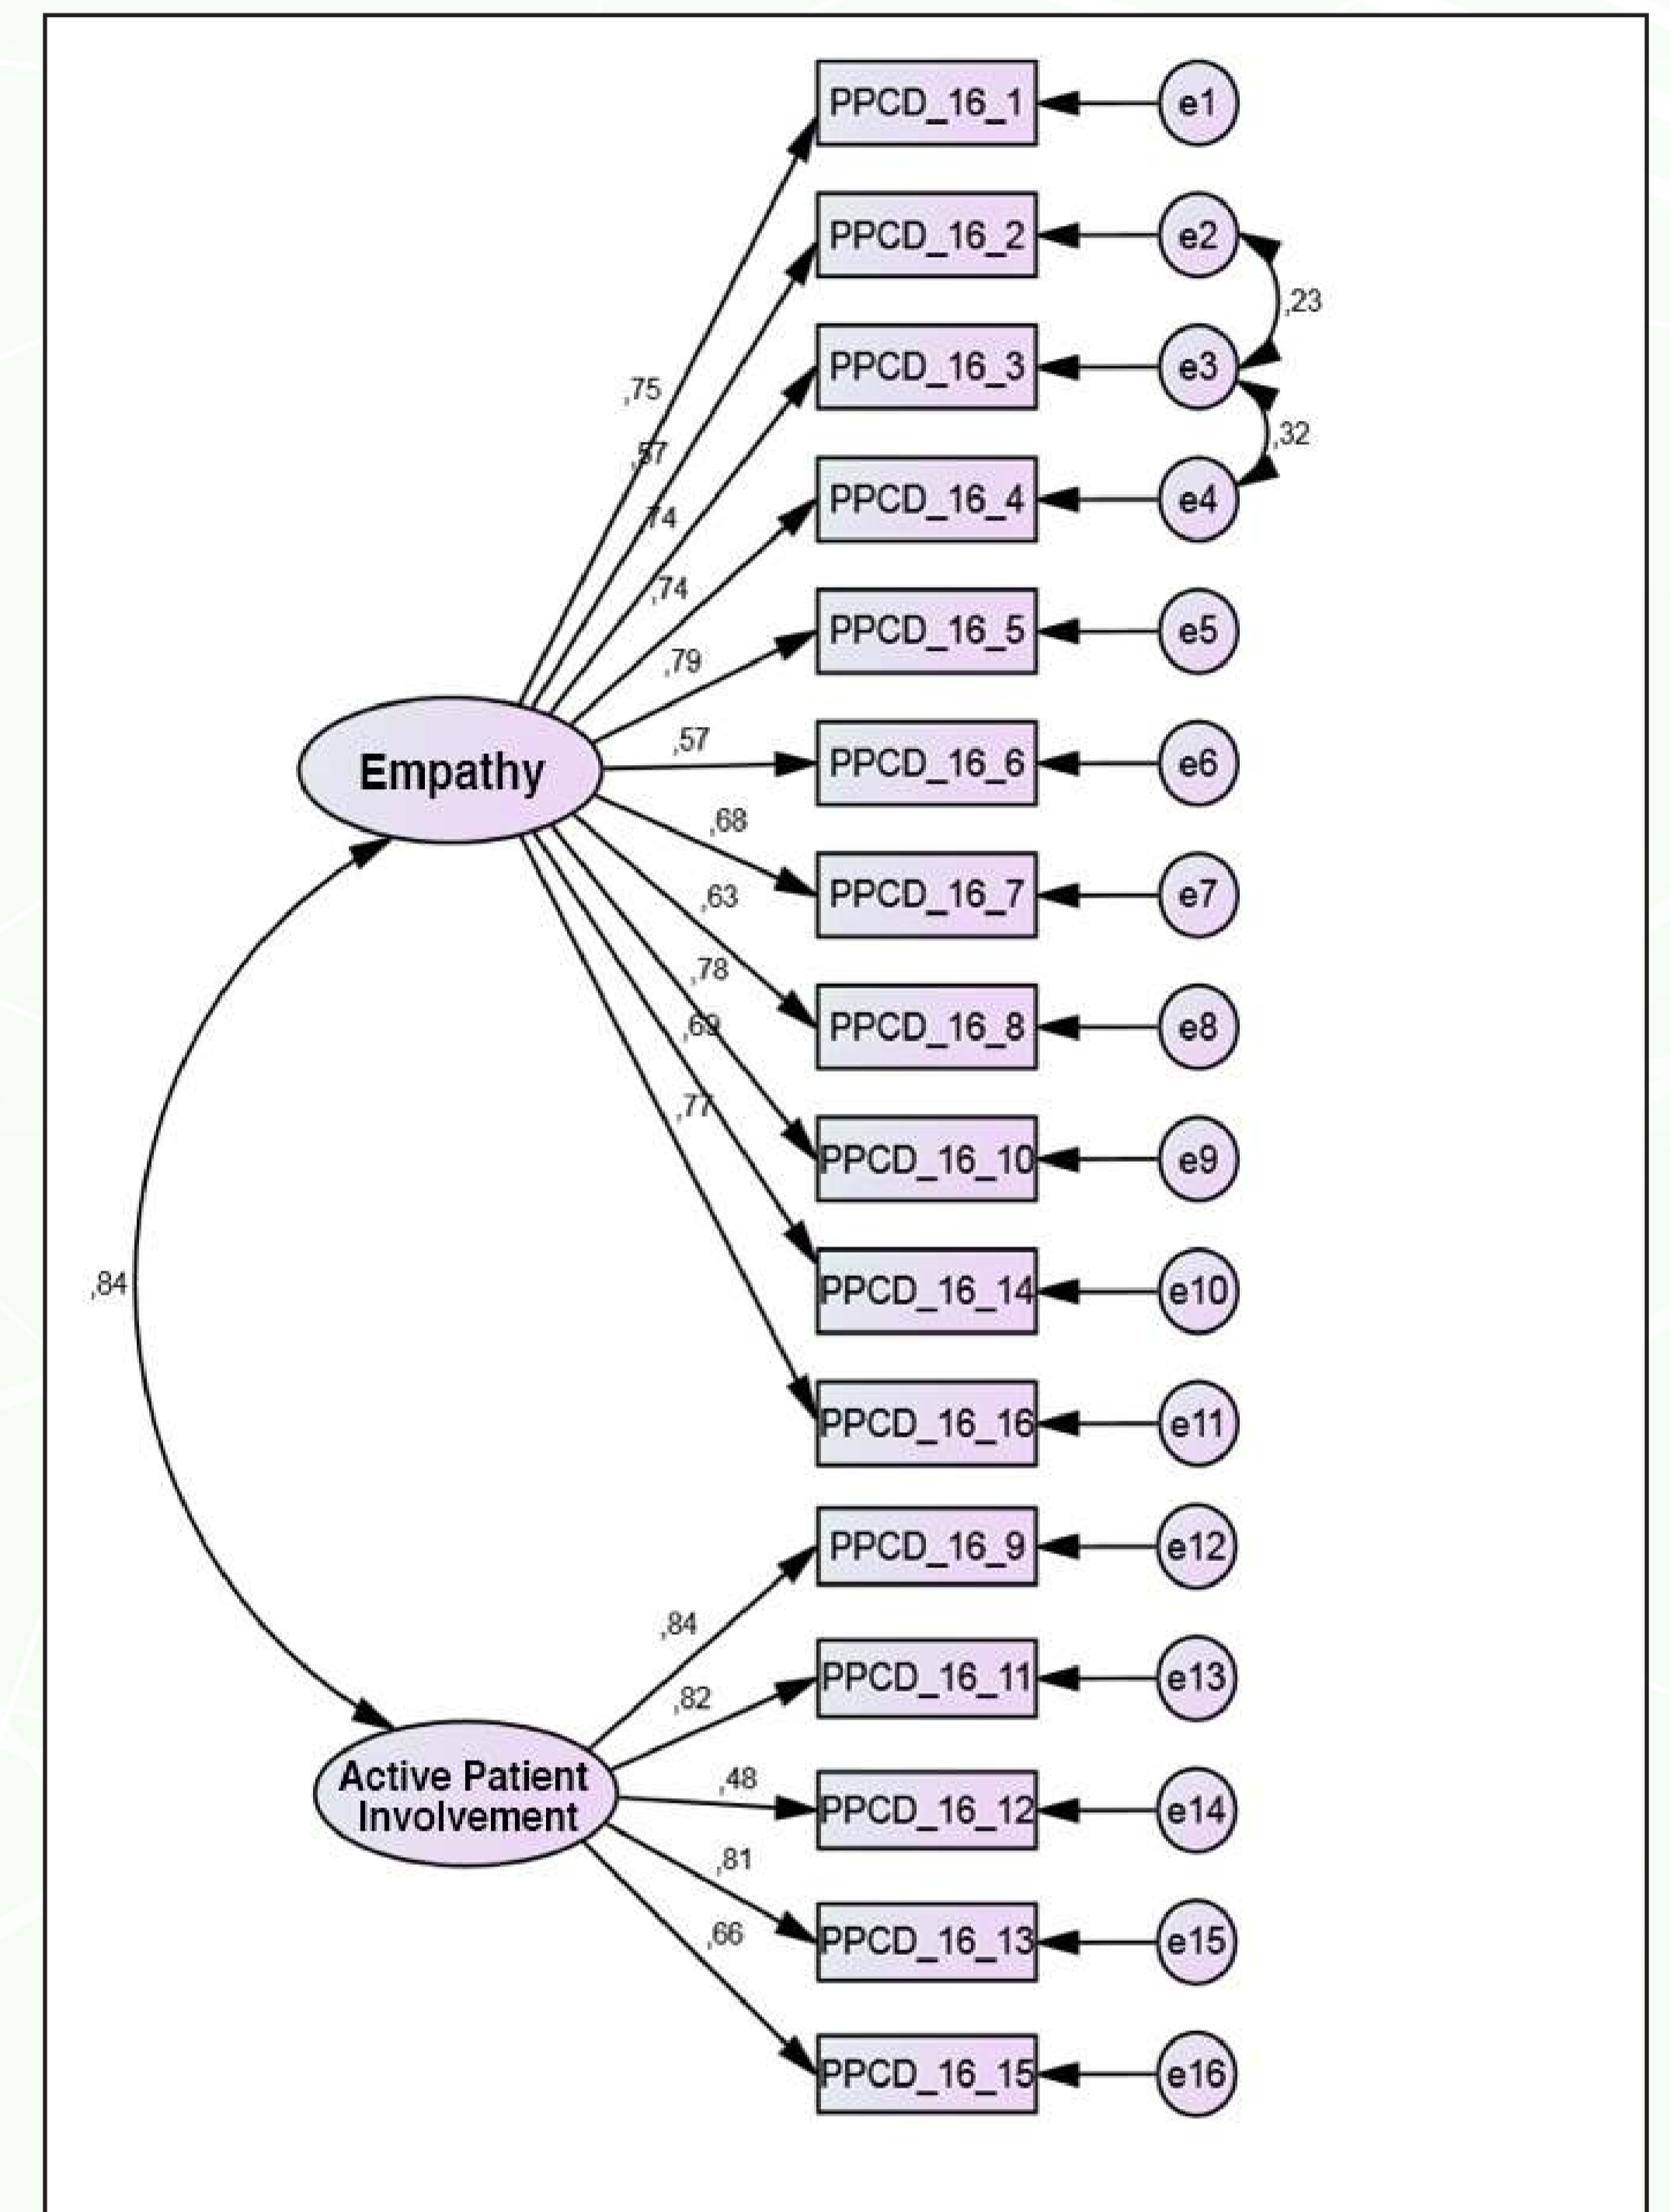 PPCD_16_1
e1
PPCD_16_2
e2
,23
PPCD_16_3
e3
,75
,32
,57
PPCD_16_4
e4
,74
,74
PPCD_16_5
e5
,79
,57
Empathy
PPCD_16_6
e6
,68
PPCD_16_7
e7
,63
,78
PPCD_16_8
e8
,69
,77
PPCD_16_10
e9
,84
PPCD_16_14
e10
PPCD_16_16
e11
PPCD_16_9
e12
,84
PPCD_16_11
e13
,82
Active Patient
Involvement
,48
PPCD_16_12
e14
,81
PPCD_16_13
e15
,66
PPCD_16_15
e16